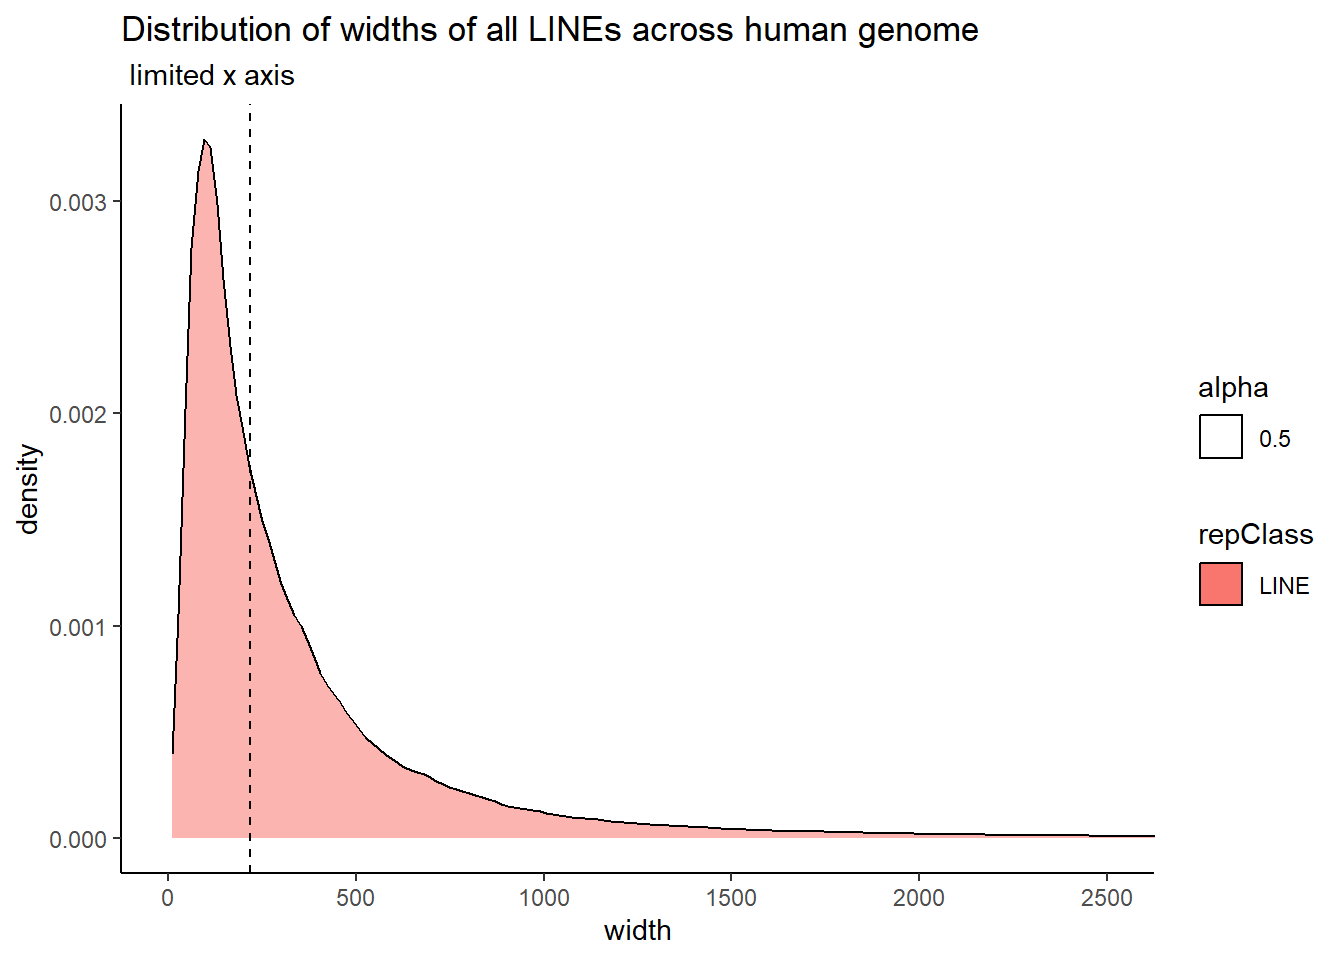 Distribution of widths of all LINEs across human genome
limited x axis
0.003
0.002
0.001
0.000
density
0
500
1000
1500
2000
2500
width
alpha
0.5
repClass
LINE